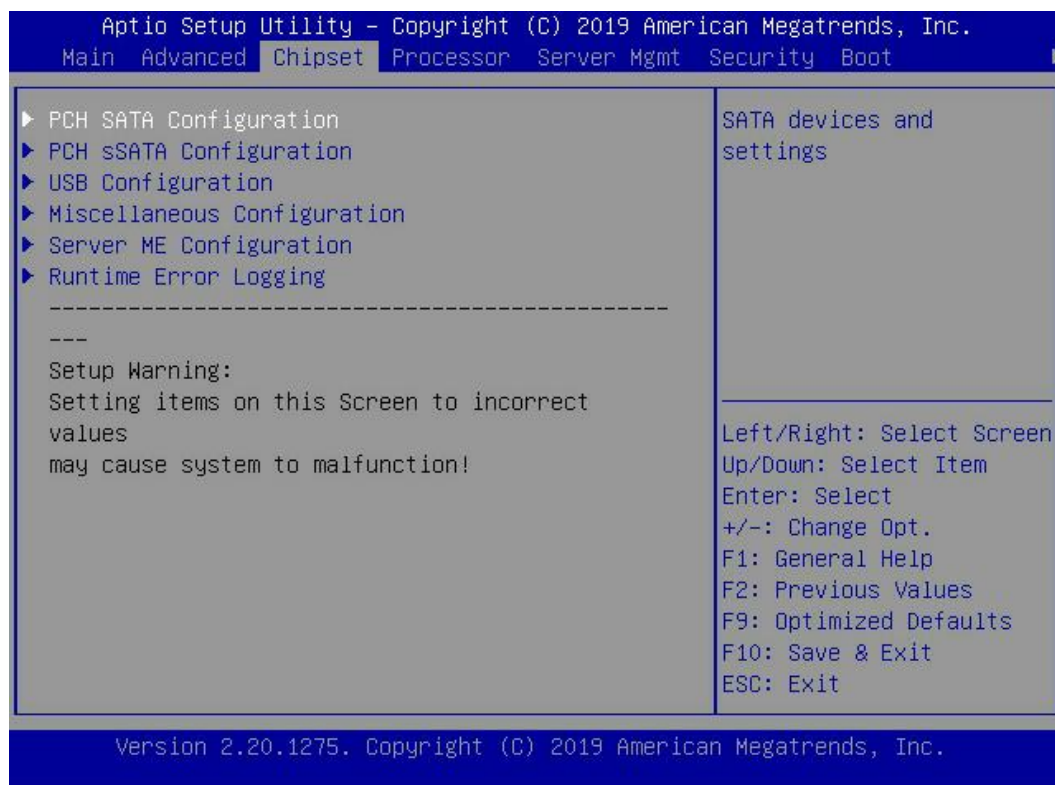 Aptio Setup Utility – Copyright (C) 2019 American Megatrends, Inc.
Main Advanced Chipset Processor Server Mgmt Security Boot
PCH SATA Configuration
PCH sSATA Configuration
USB Configuration
Miscellaneous Configuration
Server ME Configuration
Runtime Error Logging
-----------------------------------------------
---
Setup Warning:
Setting items on this Screen to incorrect
values
may cause system to malfunction!
SATA devices and
settings
Left/Right: Select Screen
Up/Down: Select Item
Enter: Select
+/-: Change Opt.
F1: General Help
F2: Previous Values
F9: Optimized Defaults
F10: Save & Exit
ESC: Exit
Version 2.20.1275. Copyright (C) 2019 American Megatrends, Inc.